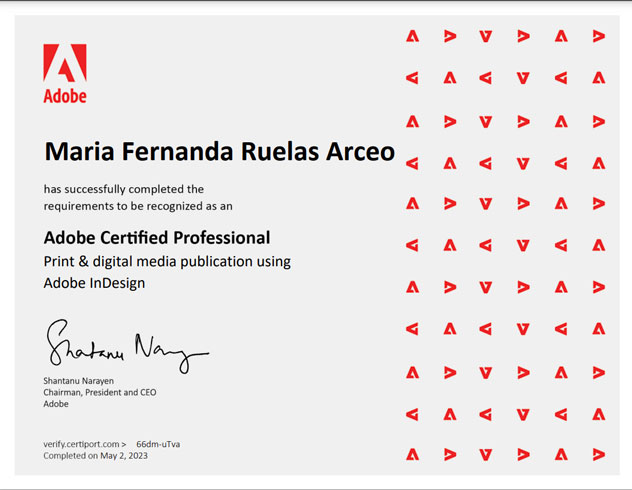 Adobe
Maria Fernanda Ruelas Arceo
has successfully completed the
requirements to be recognized as an
Adobe Certified Professional
Print & digital media publication using
Adobe InDesign
Shantanu Narayen
Chairman, President and CEO
Adobe
verify.certiport.com > 66dm-uTva
Completed on May 2, 2023